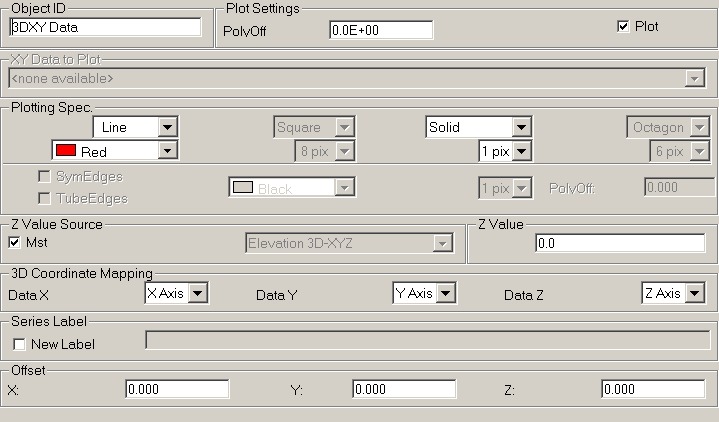 Object ID
Plot Settings
3DXY Data
PolyOff
0.0E+00
Plot
XY Data to Plot
<none available>
Plotting Spec.
Line
Square
Solid
Octagon
Red
8 pix
1 pix
6 pix
SymEdges
TubeEdges
Black
1 pix
PolyOff:
0.000
Z Value Source
Z Value
Mst
Elevation 3D-XYZ
0.0
3D Coordinate Mapping
Data X
X Axis
Data Y
Y Axis
Data Z
Z Axis
Series Label
New Label
Offset
X:
0.000
Y:
0.000
Z:
0.000